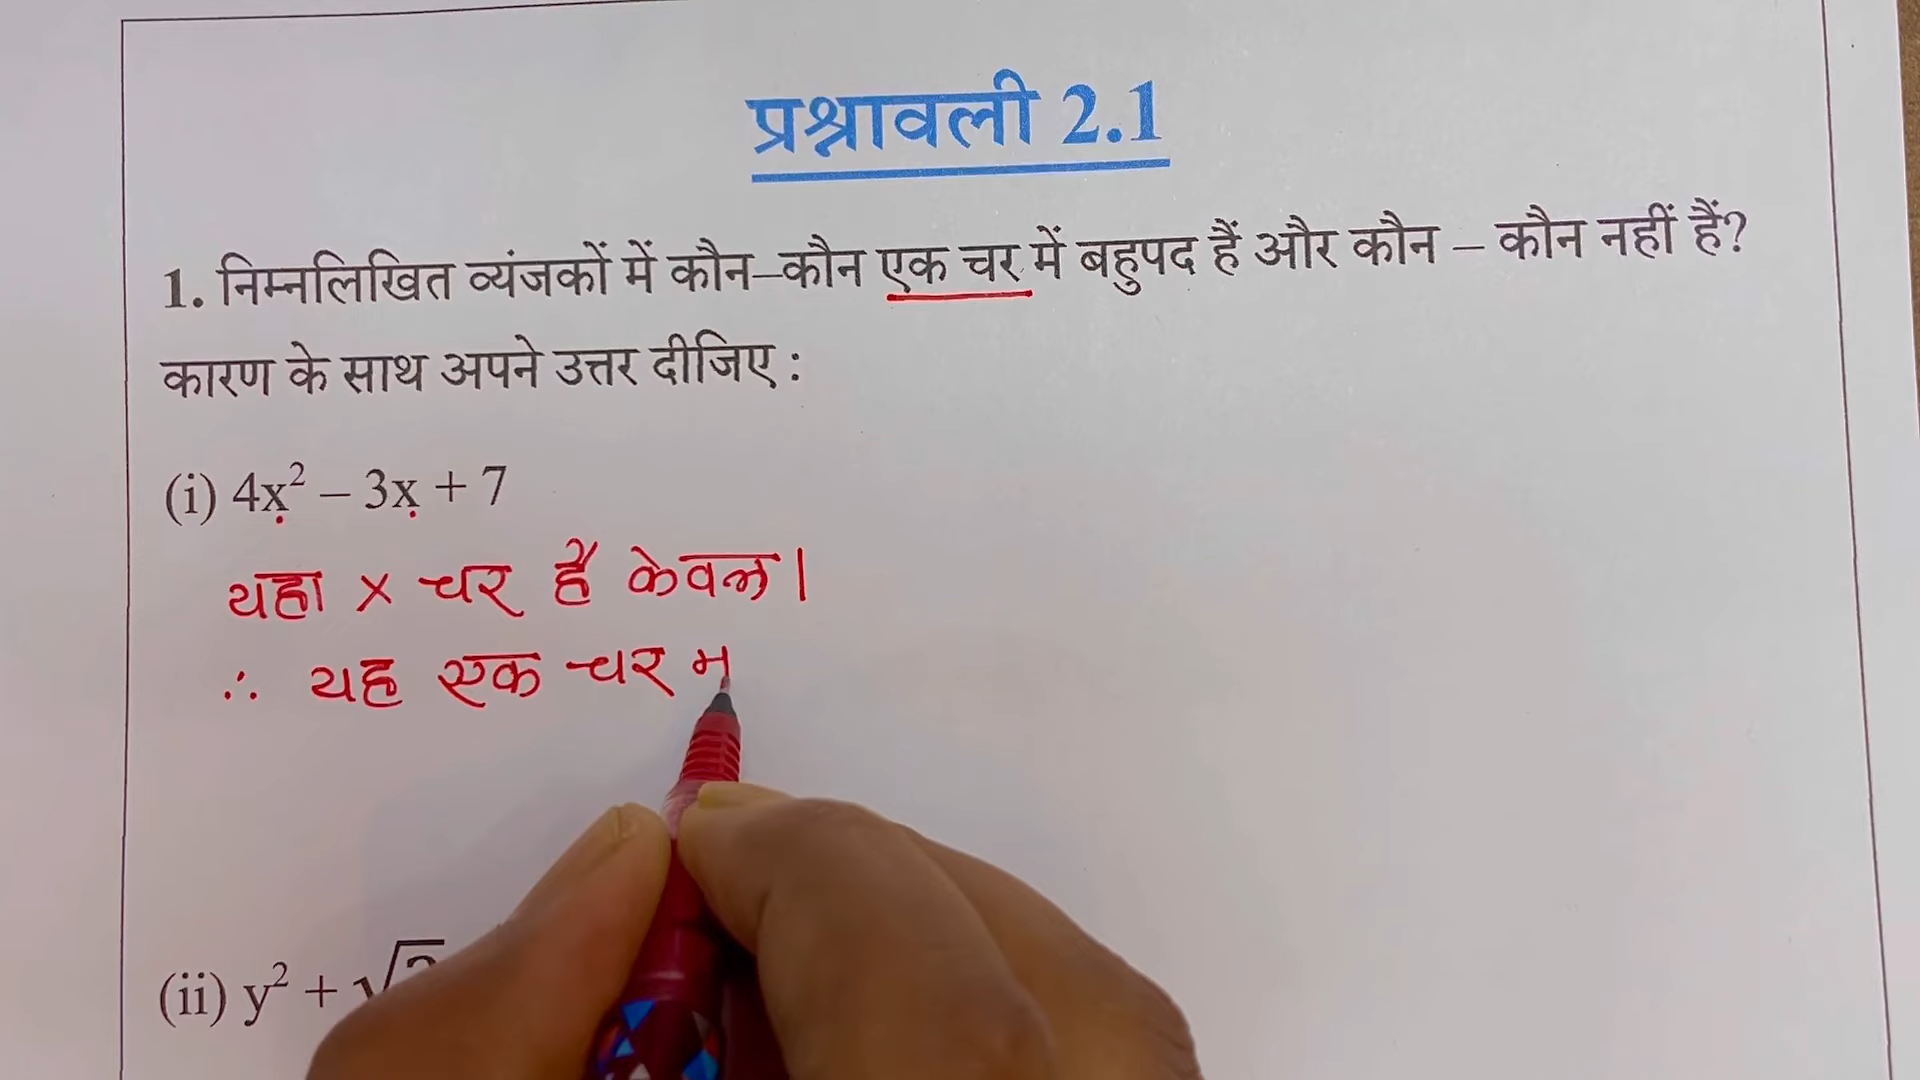 प्रश्नावली 2.1
1. निम्नलिखित व्यंजकों में कौन–कौन एक चर में बहुपद हैं और कौन – कौन नहीं हैं?
कारण के साथ अपने उत्तर दीजिए :
(i) 4x² – 3x + 7
यहा x चर है केवल।
∴ यह एक चर म
(ii) y² + √